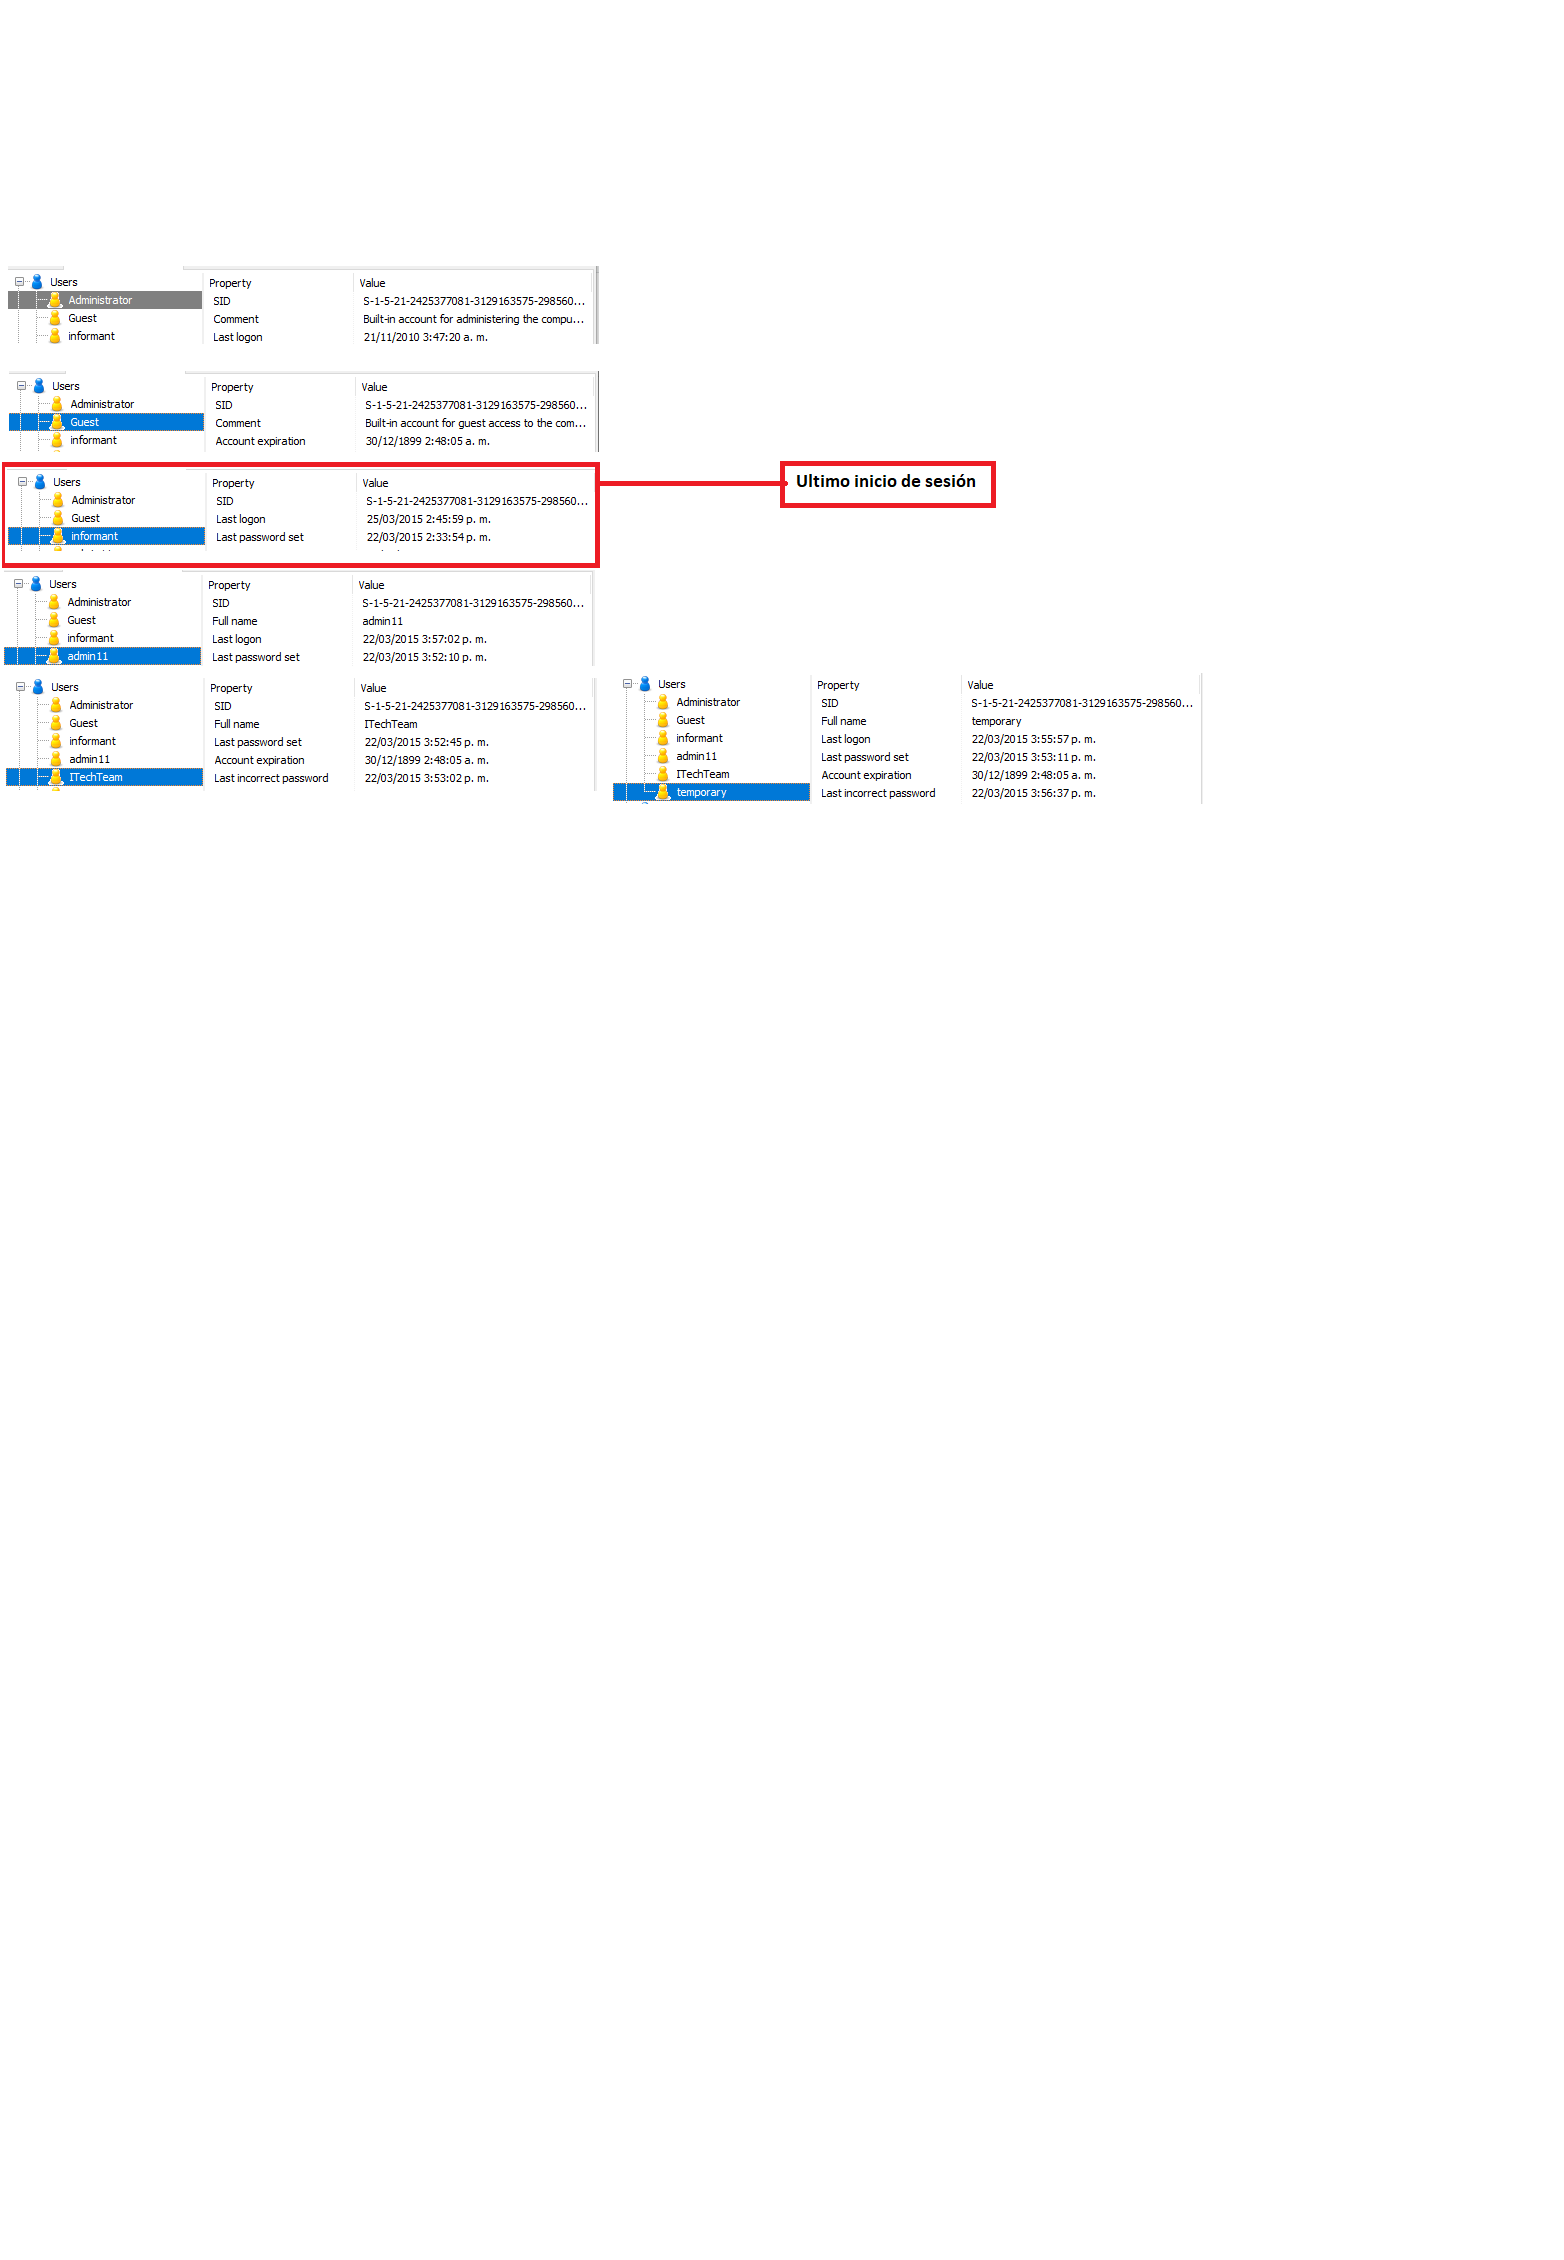 Users Property Value
Administrator SID S-1-5-21-2425377081-3129163575-298560...
Guest Comment Built-in account for administering the compu...
informant Last logon 21/11/2010 3:47:20 a. m.
Users Property Value
Administrator SID S-1-5-21-2425377081-3129163575-298560...
Guest Comment Built-in account for guest access to the com...
informant Account expiration 30/12/1899 2:48:05 a. m.
Users Property Value
Administrator SID S-1-5-21-2425377081-3129163575-298560...
Guest Last logon 25/03/2015 2:45:59 p. m.
informant Last password set 22/03/2015 2:33:54 p. m.
Ultimo inicio de sesión
Users Property Value
Administrator SID S-1-5-21-2425377081-3129163575-298560...
Guest Full name admin11
informant Last logon 22/03/2015 3:57:02 p. m.
admin11 Last password set 22/03/2015 3:52:10 p. m.
Users Property Value
Administrator SID S-1-5-21-2425377081-3129163575-298560...
Guest Full name ITechTeam
informant Last password set 22/03/2015 3:52:45 p. m.
admin11 Account expiration 30/12/1899 2:48:05 a. m.
ITechTeam Last incorrect password 22/03/2015 3:53:02 p. m.
Users Property Value
Administrator SID S-1-5-21-2425377081-3129163575-298560...
Guest Full name temporary
informant Last logon 22/03/2015 3:55:57 p. m.
admin11 Last password set 22/03/2015 3:53:11 p. m.
ITechTeam Account expiration 30/12/1899 2:48:05 a. m.
temporary Last incorrect password 22/03/2015 3:56:37 p. m.